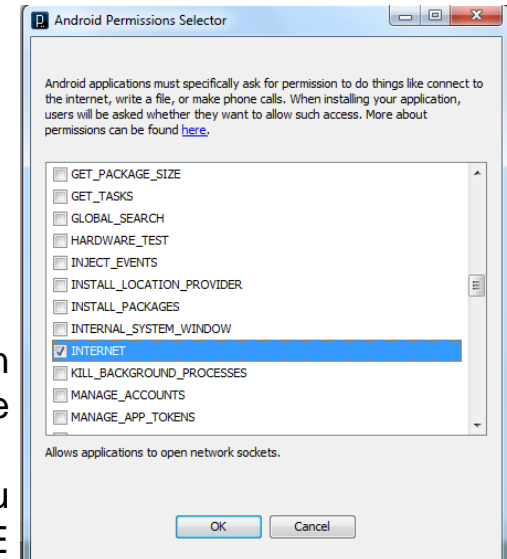 Android Permissions Selector
Android applications must specifically ask for permission to do things like connect to
the internet, write a file, or make phone calls. When installing your application,
users will be asked whether they want to allow such access. More about
permissions can be found here.
GET_PACKAGE_SIZE
GET_TASKS
GLOBAL_SEARCH
HARDWARE_TEST
INJECT_EVENTS
INSTALL_LOCATION_PROVIDER
INSTALL_PACKAGES
INTERNAL_SYSTEM_WINDOW
INTERNET
KILL_BACKGROUND_PROCESSES
MANAGE_ACCOUNTS
MANAGE_APP_TOKENS
Allows applications to open network sockets.
OK Cancel